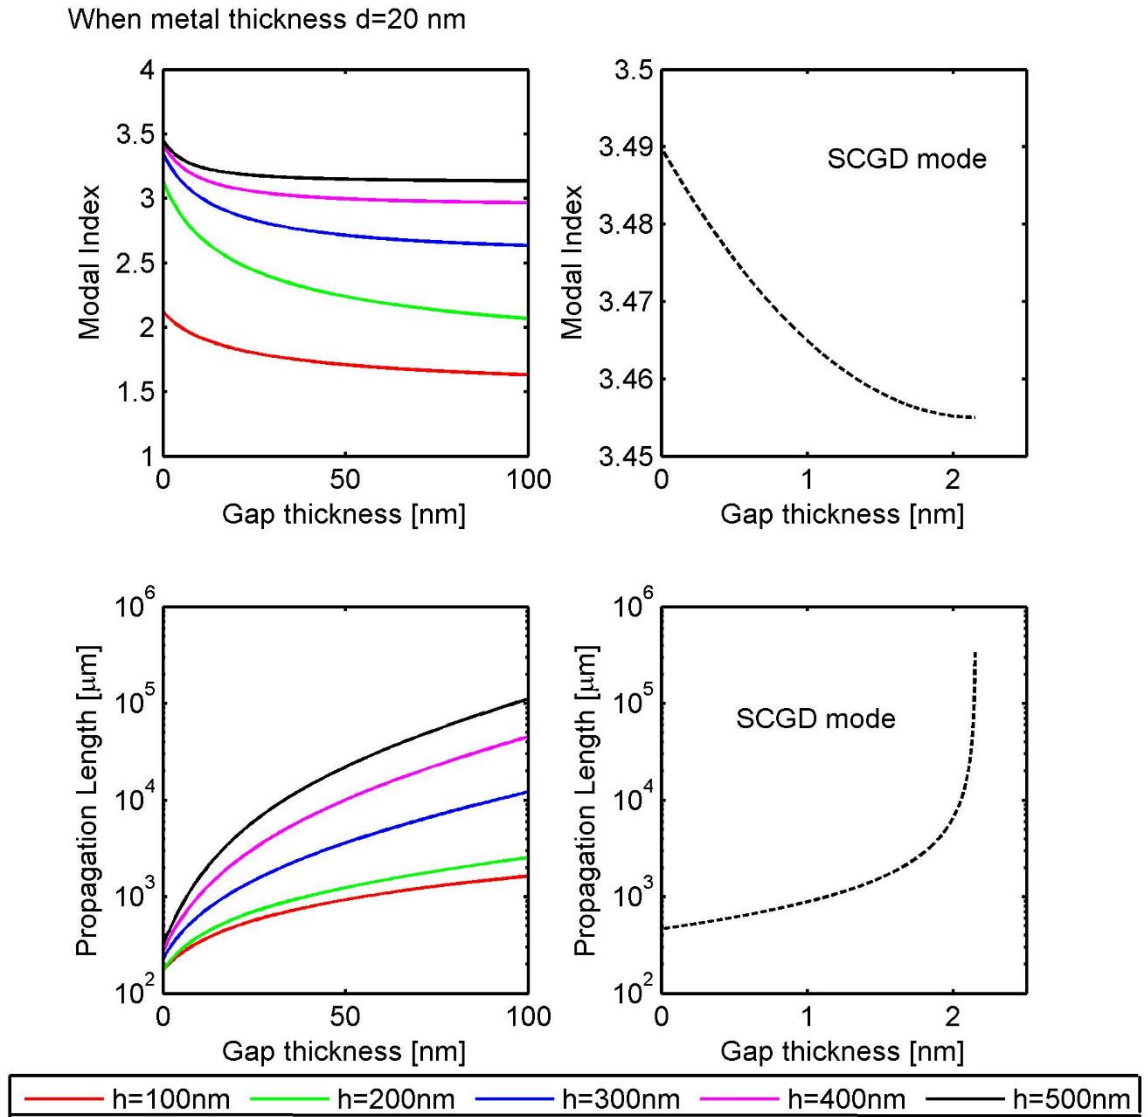 When metal thickness d=20 nm
4
3.5
3
2.5
2
1.5
1
Modal Index
0 50 100
Gap thickness [nm]
3.5
3.49
3.48
3.47
3.46
3.45
Modal Index
SCGD mode
0 1 2
Gap thickness [nm]
10^6
10^5
10^4
10^3
10^2
Propagation Length [μm]
0 50 100
Gap thickness [nm]
10^6
10^5
10^4
10^3
10^2
Propagation Length [μm]
SCGD mode
0 1 2
Gap thickness [nm]
h=100nm h=200nm h=300nm h=400nm h=500nm